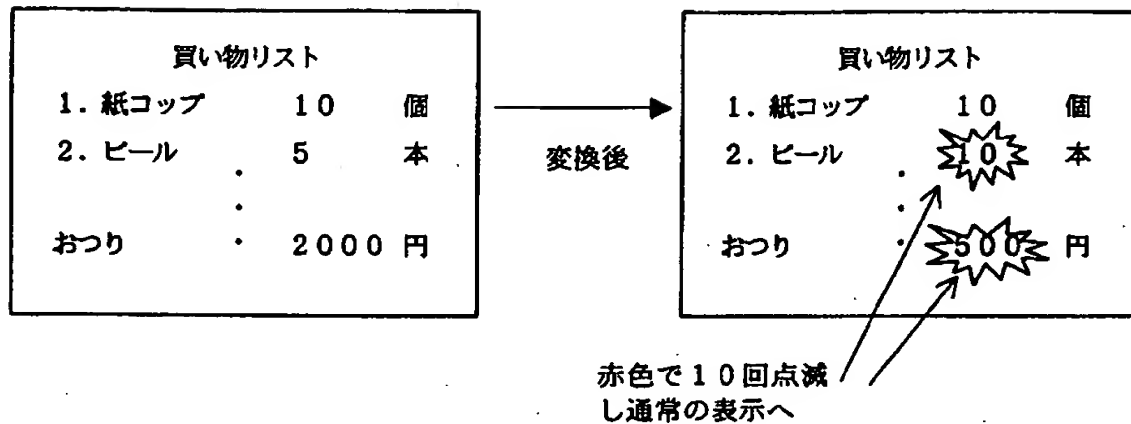 買い物リスト
1．紙コップ　10　個
2．ビール　5　本
おつり　2000 円
変換後
買い物リスト
1．紙コップ　10　個
2．ビール　10　本
おつり　500　円
赤色で10回点滅
し通常の表示へ